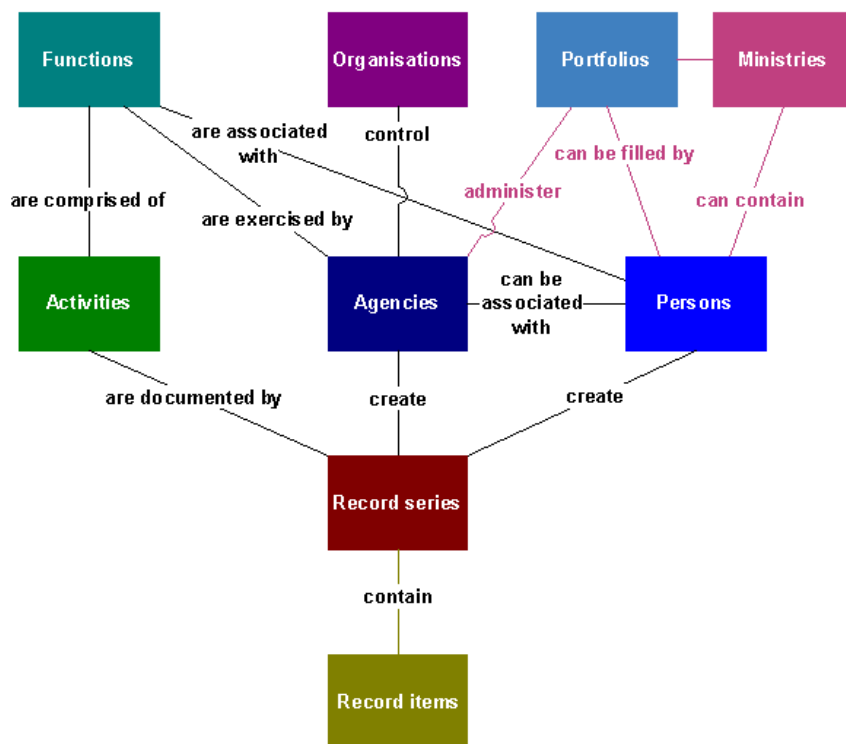 Functions
Organisations
Portfolios
Ministries
are associated
with
control
can be filled by
administer
can contain
are comprised of
are exercised by
Activities
Agencies
can be
associated
with
Persons
are documented by
create
create
Record series
contain
Record items